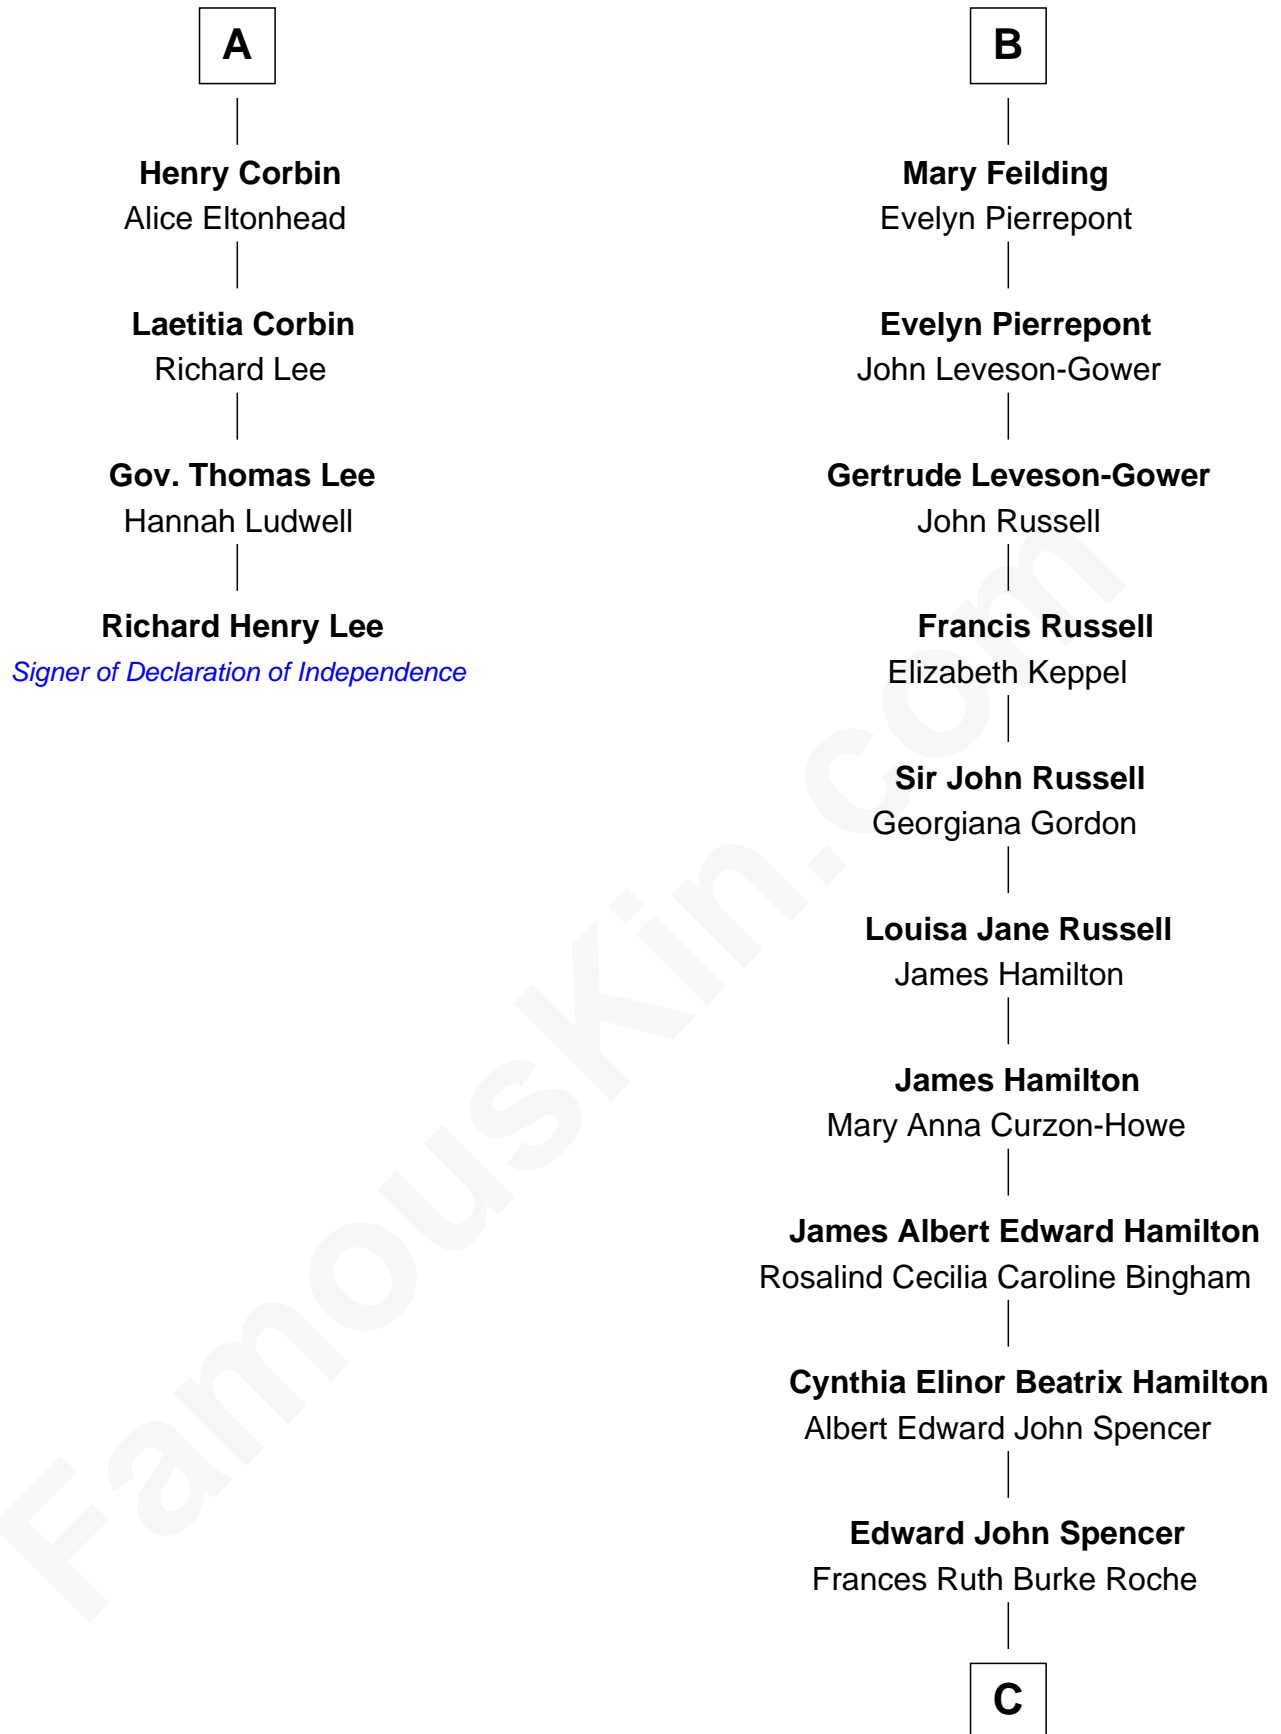 A
Henry Corbin
Alice Eltonhead
Laetitia Corbin
Richard Lee
Gov. Thomas Lee
Hannah Ludwell
Richard Henry Lee
Signer of Declaration of Independence
B
Mary Feilding
Evelyn Pierrepont
Evelyn Pierrepont
John Leveson-Gower
Gertrude Leveson-Gower
John Russell
Francis Russell
Elizabeth Keppel
Sir John Russell
Georgiana Gordon
Louisa Jane Russell
James Hamilton
James Hamilton
Mary Anna Curzon-Howe
James Albert Edward Hamilton
Rosalind Cecilia Caroline Bingham
Cynthia Elinor Beatrix Hamilton
Albert Edward John Spencer
Edward John Spencer
Frances Ruth Burke Roche
C
FamousKin.com